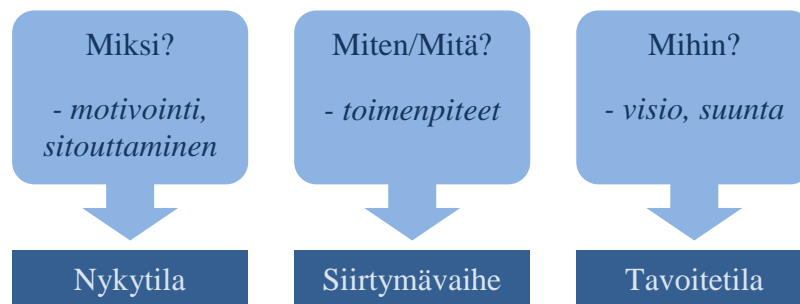 Miksi?
- motivointi,
sitouttaminen
Miten/Mitä?
- toimenpiteet
Mihin?
- visio, suunta
Nykytila
Siirtymävaihe
Tavoitetila